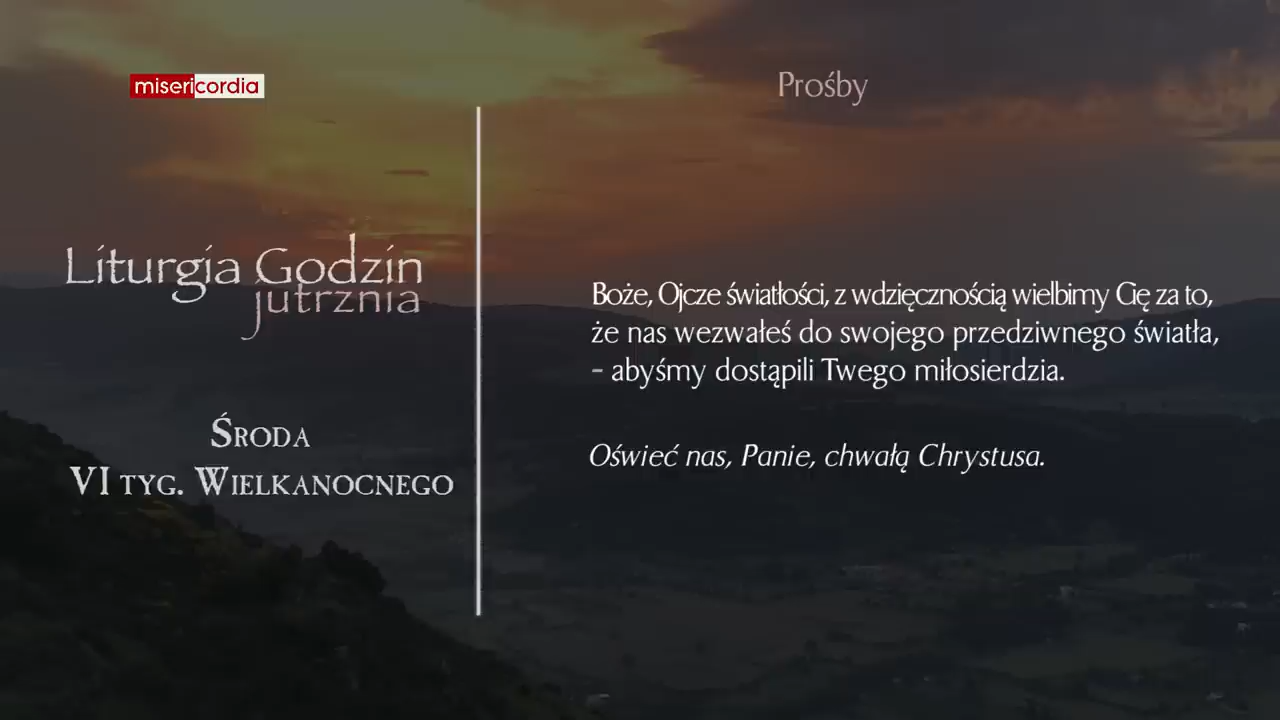 misericordia
Liturgia Godzin
jutrznia
Środa
VI tyg. Wielkanocnego
Prośby
Boże, Ojcze światłości, z wdzięcznością wielbimy Cię za to,
że nas wezwałeś do swojego przedziwnego światła,
- abyśmy dostąpili Twego miłosierdzia.
Oświeć nas, Panie, chwałą Chrystusa.